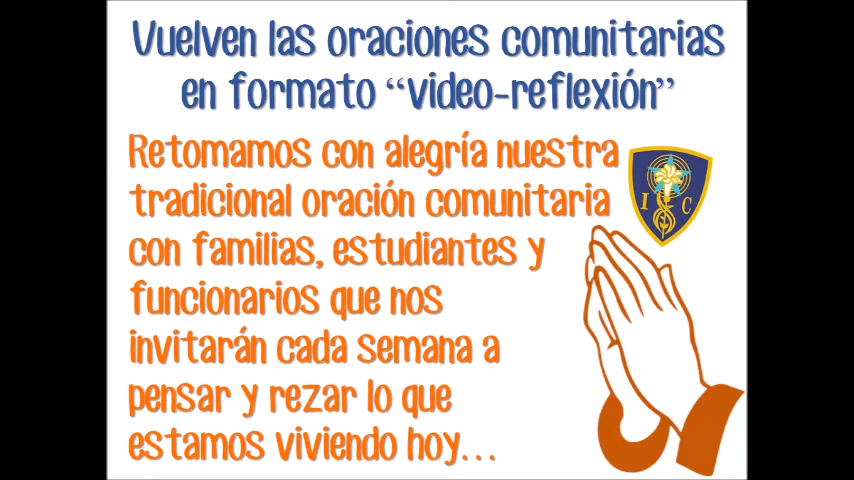 Vuelven las oraciones comunitarias
en formato “video-reflexión”
Retomamos con alegría nuestra
tradicional oración comunitaria
con familias, estudiantes y
funcionarios que nos
invitarán cada semana a
pensar y rezar lo que
estamos viviendo hoy...
I C